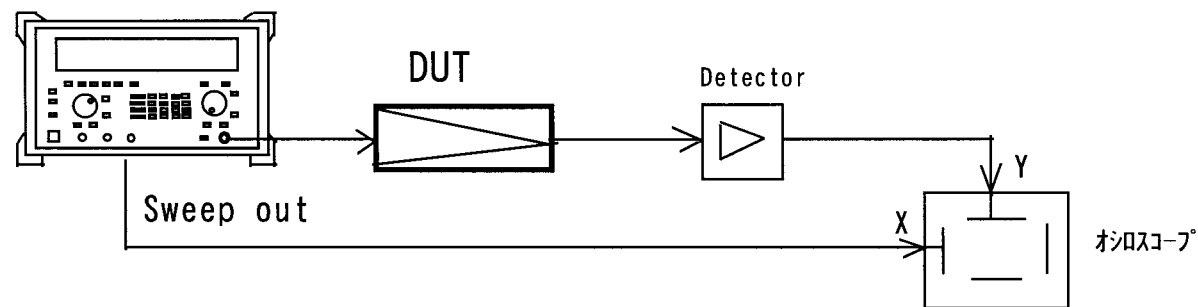 DUT
Detector
Y
Sweep out
X
ｵｼﾛｽｺｰﾌﾟ